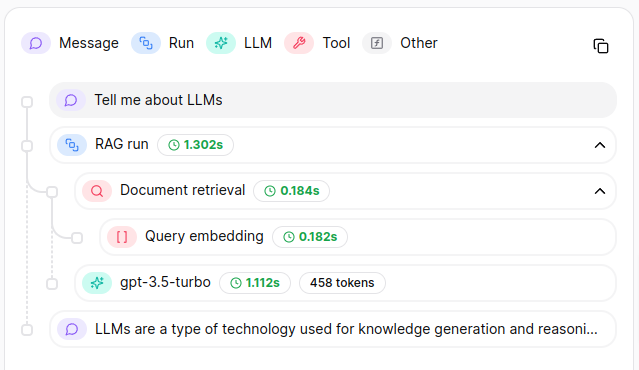 Message Run LLM Tool Other
Tell me about LLMs
RAG run 1.302s
Document retrieval 0.184s
Query embedding 0.182s
gpt-3.5-turbo 1.112s 458 tokens
LLMs are a type of technology used for knowledge generation and reasoni...